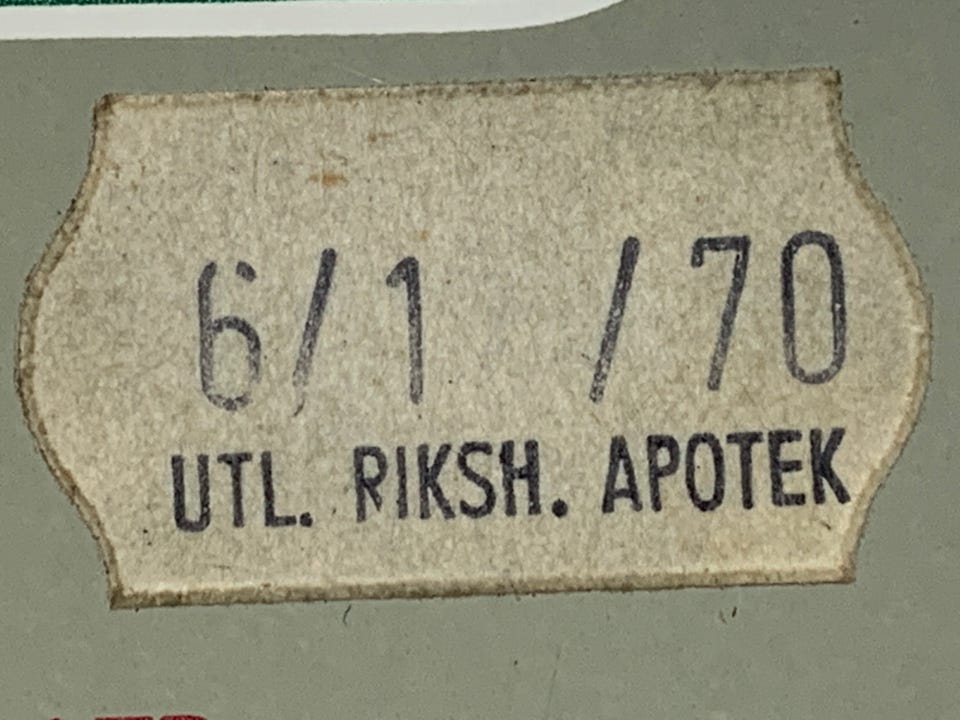 6/1 /70
UTL. RIKSH. APOTEK